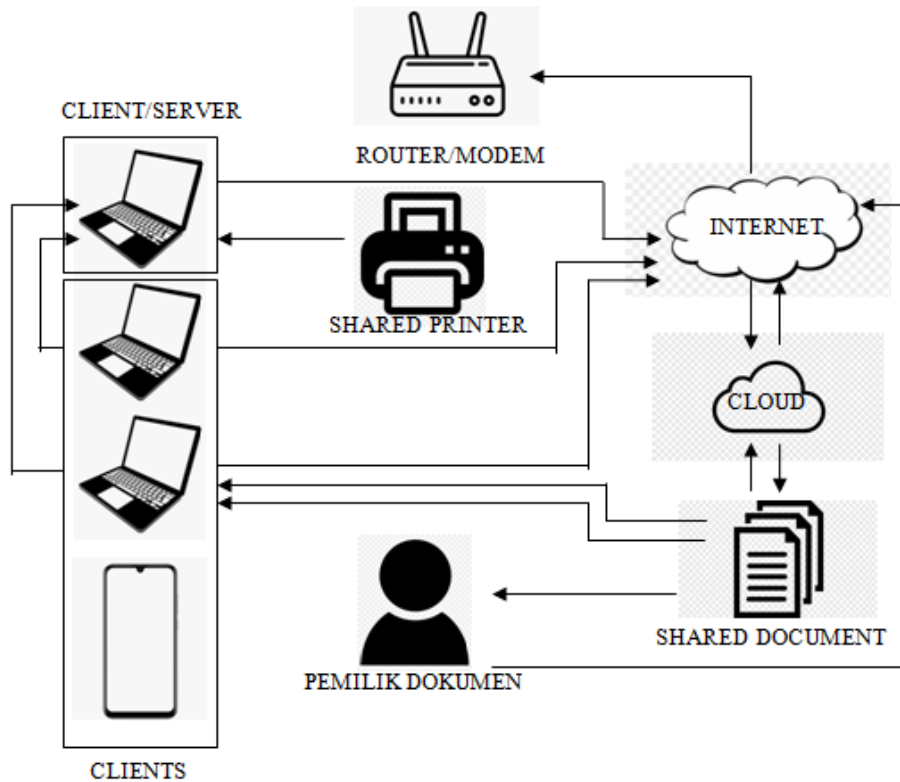 CLIENT/SERVER
ROUTER/MODEM
INTERNET
SHARED PRINTER
CLOUD
SHARED DOCUMENT
PEMILIK DOKUMEN
CLIENTS